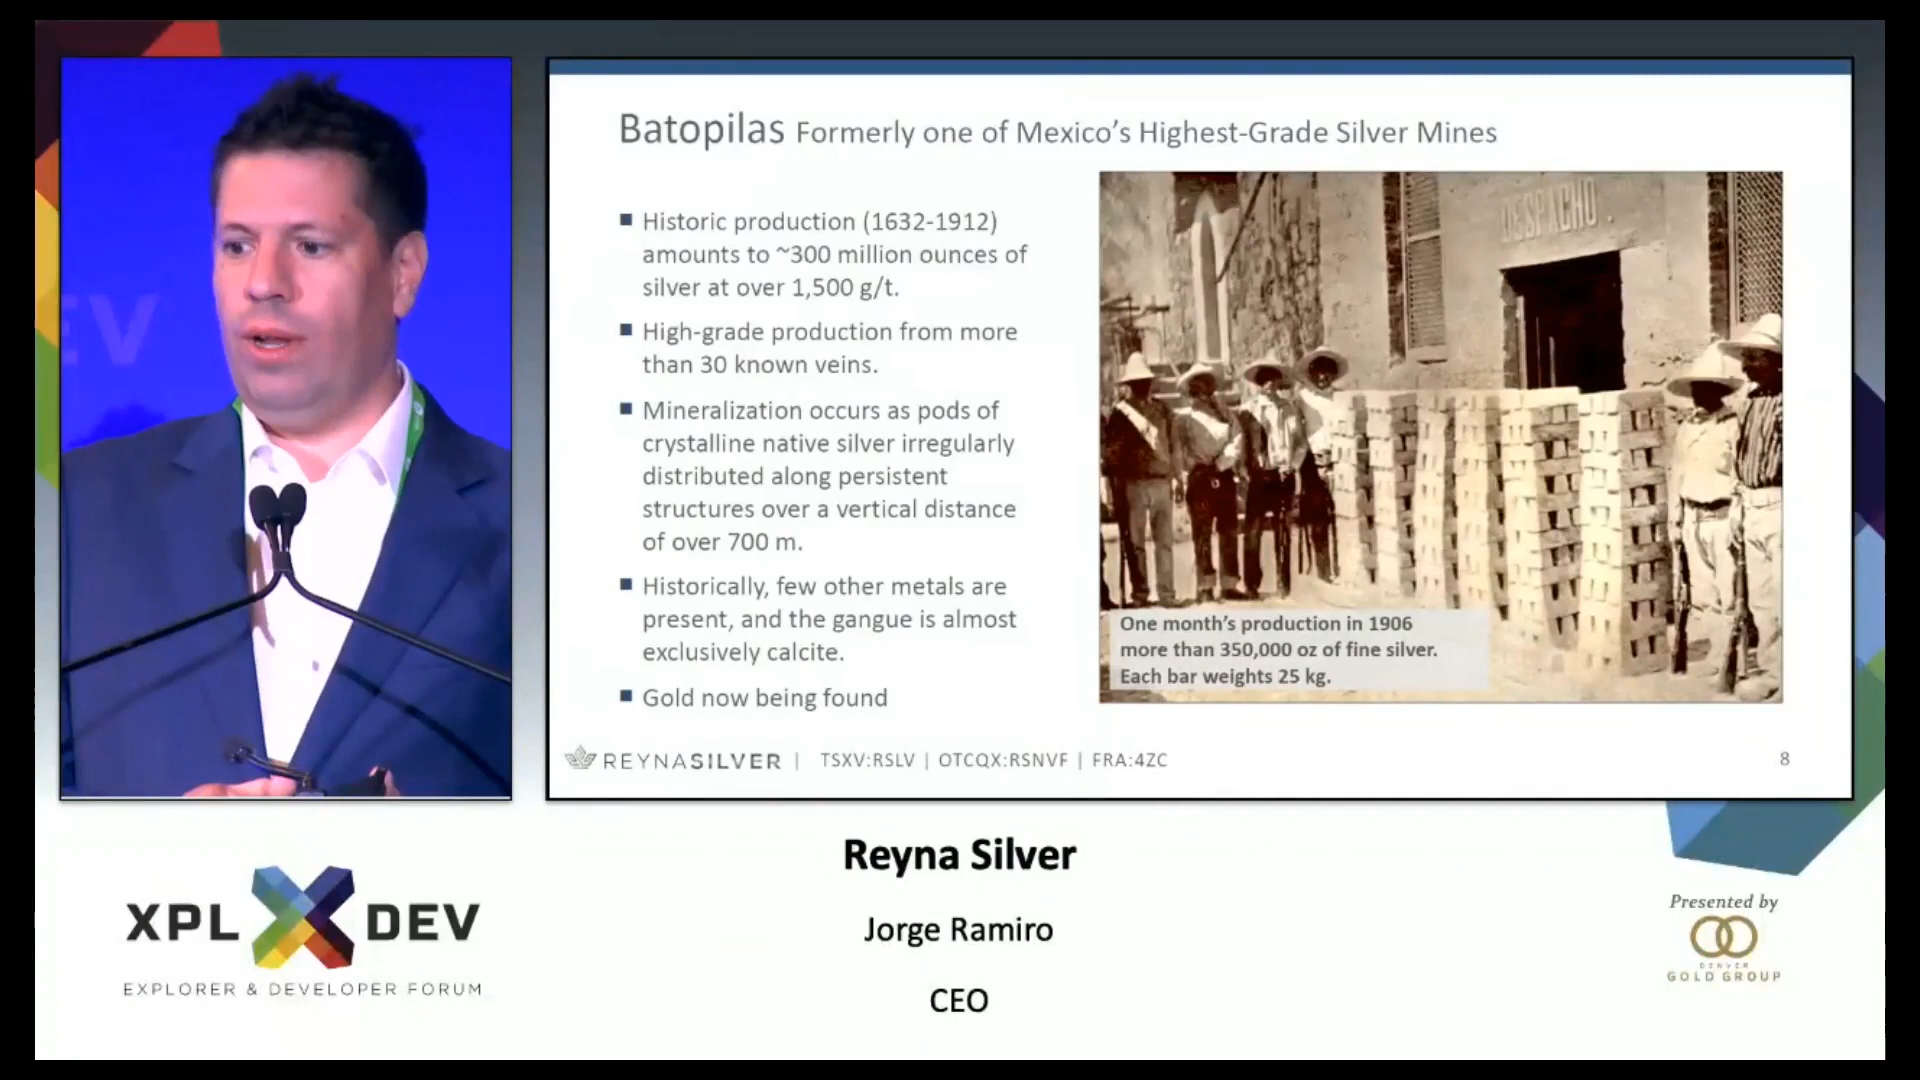 EV
Batopilas Formerly one of Mexico's Highest-Grade Silver Mines
Historic production (1632-1912)
amounts to ~300 million ounces of
silver at over 1,500 g/t.
High-grade production from more
than 30 known veins.
Mineralization occurs as pods of
crystalline native silver irregularly
distributed along persistent
structures over a vertical distance
of over 700 m.
Historically, few other metals are
present, and the gangue is almost
exclusively calcite.
Gold now being found
DESPACHO.
One month's production in 1906
more than 350,000 oz of fine silver.
Each bar weights 25 kg.
REYNASILVER | TSXV:RSLV | OTCQX:RSNVF | FRA:4ZC
8
Reyna Silver
Jorge Ramiro
CEO
XPL DEV
EXPLORER & DEVELOPER FORUM
Presented by
DENVER
GOLD GROUP